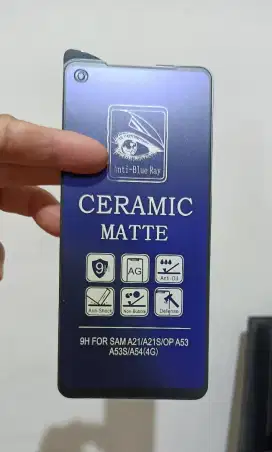 Anti-Blue Ray
CERAMIC
MATTE
9H
AG
Anti-Oil
Anti-Shock
Non-Bubble
Defense
9H FOR SAM A21/A21S/OP A53
A53S/A54(4G)